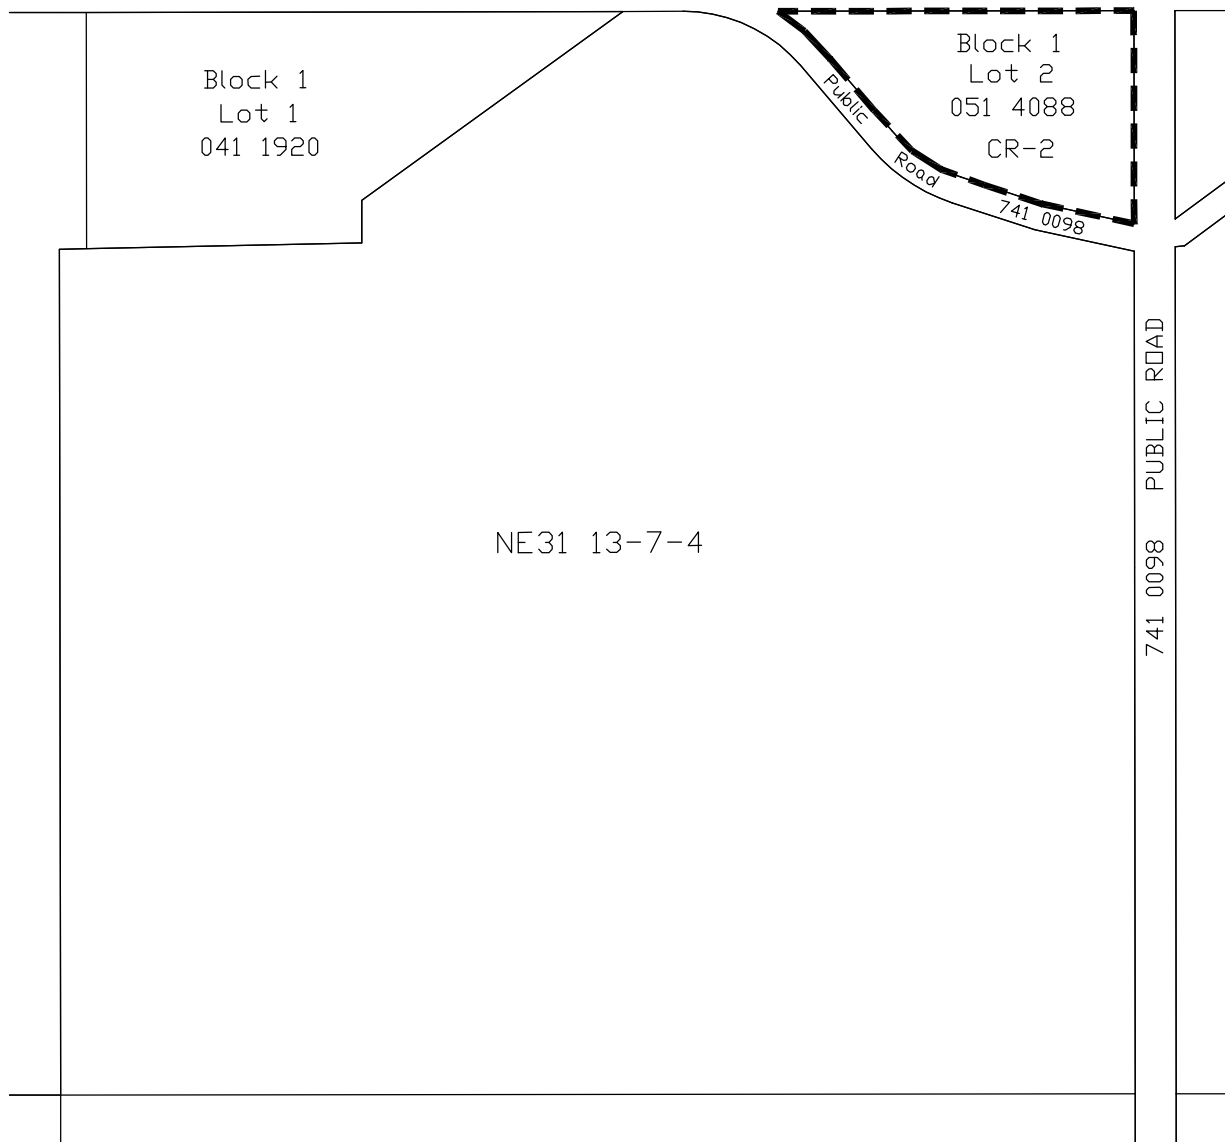 Block 1
Lot 1
041 1920
Block 1
Lot 2
051 4088
CR-2
Public
Road
741 0098
741 0098 PUBLIC ROAD
NE31 13-7-4